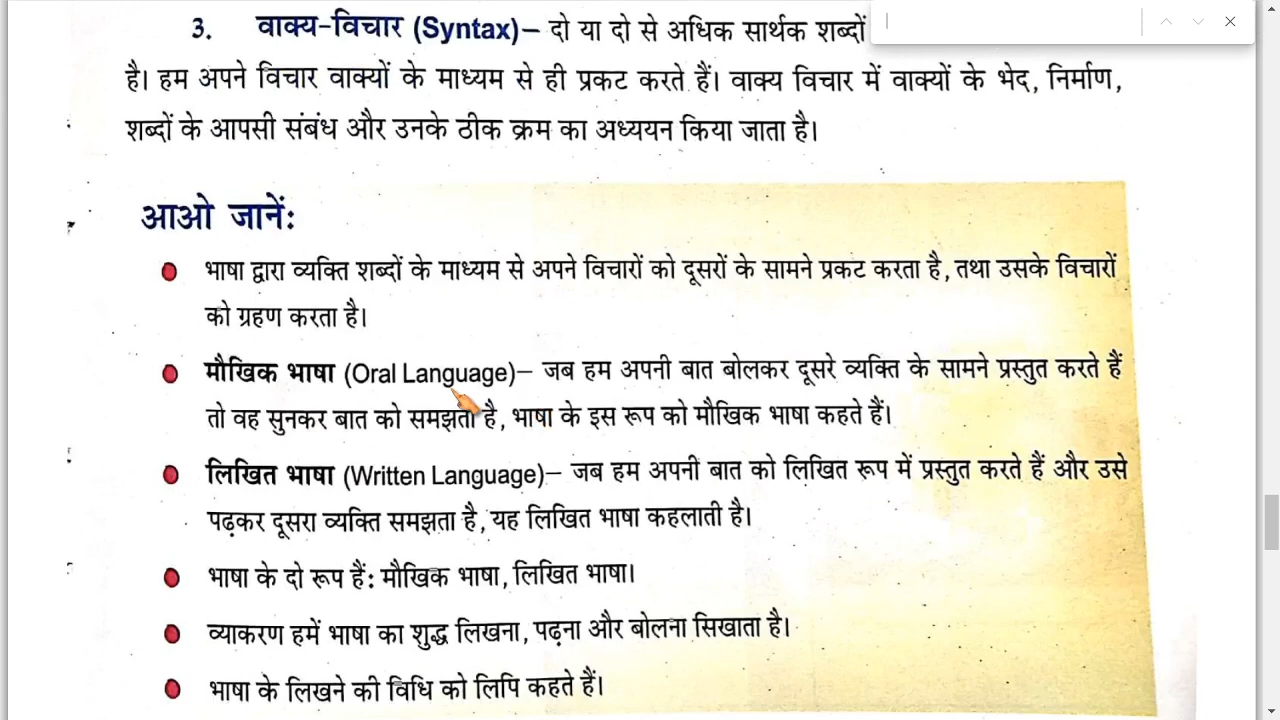 3. वाक्य-विचार (Syntax)– दो या दो से अधिक सार्थक शब्दों
है। हम अपने विचार वाक्यों के माध्यम से ही प्रकट करते हैं। वाक्य विचार में वाक्यों के भेद, निर्माण,
शब्दों के आपसी संबंध और उनके ठीक क्रम का अध्ययन किया जाता है।
आओ जानें:
भाषा द्वारा व्यक्ति शब्दों के माध्यम से अपने विचारों को दूसरों के सामने प्रकट करता है, तथा उसके विचारों
को ग्रहण करता है।
मौखिक भाषा (Oral Language)– जब हम अपनी बात बोलकर दूसरे व्यक्ति के सामने प्रस्तुत करते हैं
तो वह सुनकर बात को समझता है, भाषा के इस रूप को मौखिक भाषा कहते हैं।
लिखित भाषा (Written Language)– जब हम अपनी बात को लिखित रूप में प्रस्तुत करते हैं और उसे
पढ़कर दूसरा व्यक्ति समझता है, यह लिखित भाषा कहलाती है।
भाषा के दो रूप हैं: मौखिक भाषा, लिखित भाषा।
व्याकरण हमें भाषा का शुद्ध लिखना, पढ़ना और बोलना सिखाता है।
भाषा के लिखने की विधि को लिपि कहते हैं।